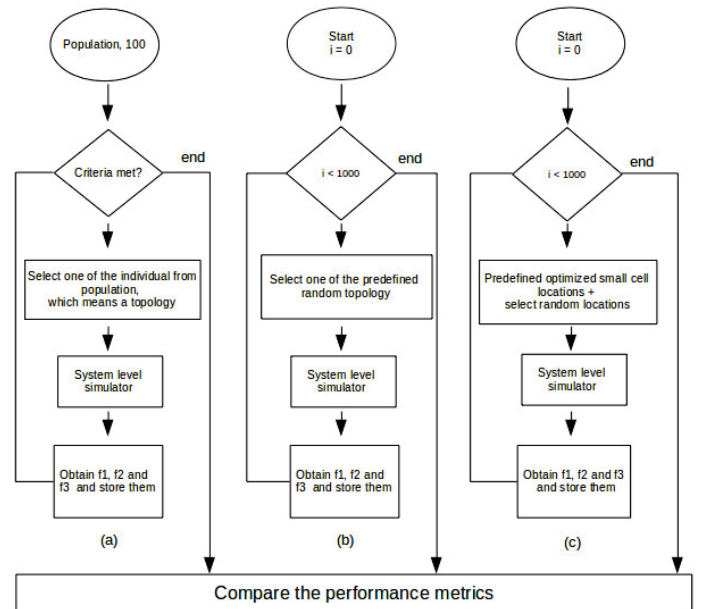 Population, 100
Criteria met?
end
Select one of the individual from
population,
which means a topology
System level
simulator
Obtain f1, f2 and
f3 and store them
(a)
Start
i = 0
i < 1000
end
Select one of the predefined
random topology
System level
simulator
Obtain f1, f2 and
f3 and store them
(b)
Start
i = 0
i < 1000
end
Predefined optimized small cell
locations +
select random locations
System level
simulator
Obtain f1, f2 and f3
and store them
(c)
Compare the performance metrics